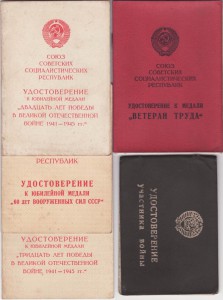 СОЮЗ
СОВЕТСКИХ
СОЦИАЛИСТИЧЕСКИХ
РЕСПУБЛИК
УДОСТОВЕРЕНИЕ
К ЮБИЛЕЙНОЙ МЕДАЛИ
"ДВАДЦАТЬ ЛЕТ ПОБЕДЫ
В ВЕЛИКОЙ ОТЕЧЕСТВЕННОЙ
ВОЙНЕ 1941—1945 гг."
СОЮЗ
СОВЕТСКИХ
СОЦИАЛИСТИЧЕСКИХ
РЕСПУБЛИК
УДОСТОВЕРЕНИЕ К МЕДАЛИ
"ВЕТЕРАН ТРУДА"
РЕСПУБЛИК
УДОСТОВЕРЕНИЕ
К ЮБИЛЕЙНОЙ МЕДАЛИ
"60 ЛЕТ ВООРУЖЕННЫХ СИЛ СССР"
УДОСТОВЕРЕНИЕ
К ЮБИЛЕЙНОЙ МЕДАЛИ
"ТРИДЦАТЬ ЛЕТ ПОБЕДЫ
В ВЕЛИКОЙ ОТЕЧЕСТВЕННОЙ
ВОЙНЕ 1941—1945 гг."
УДОСТОВЕРЕНИЕ
участника войны